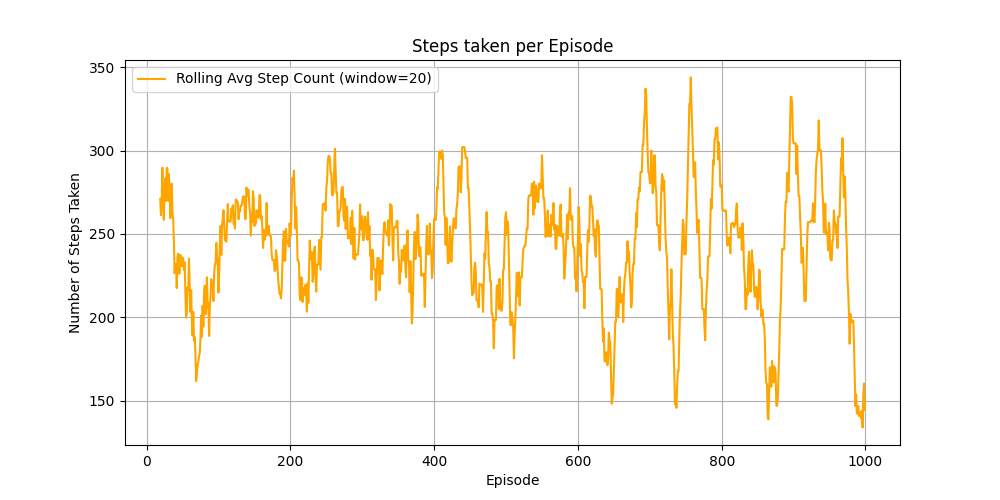 Steps taken per Episode
Rolling Avg Step Count (window=20)
Number of Steps Taken
350
300
250
200
150
0 200 400 600 800 1000
Episode